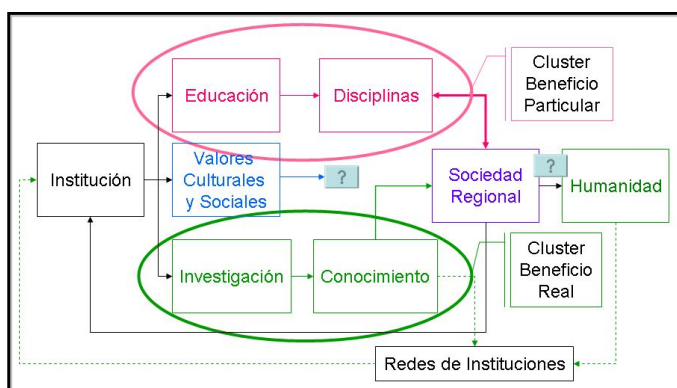 Cluster
Beneficio
Particular
Educación
Disciplinas
Institución
Valores
Culturales
y Sociales
?
Sociedad
Regional
?
Humanidad
Investigación
Conocimiento
Cluster
Beneficio
Real
Redes de Instituciones